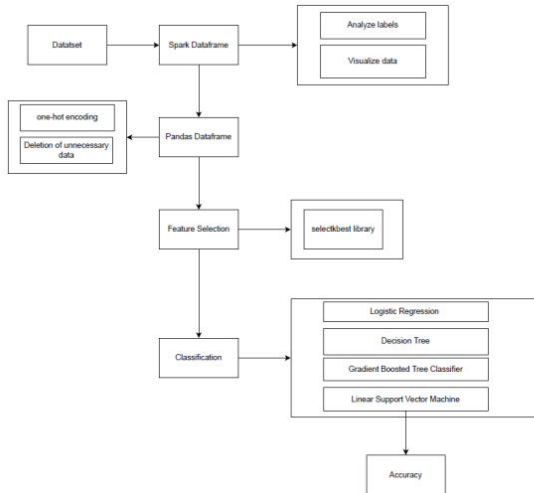 Datatset
Spark Dataframe
Analyze labels
Visualize data
one-hot encoding
Deletion of unnecessary
data
Pandas Dataframe
Feature Selection
selectkbest library
Classification
Logistic Regression
Decision Tree
Gradient Boosted Tree Classifier
Linear Support Vector Machine
Accuracy